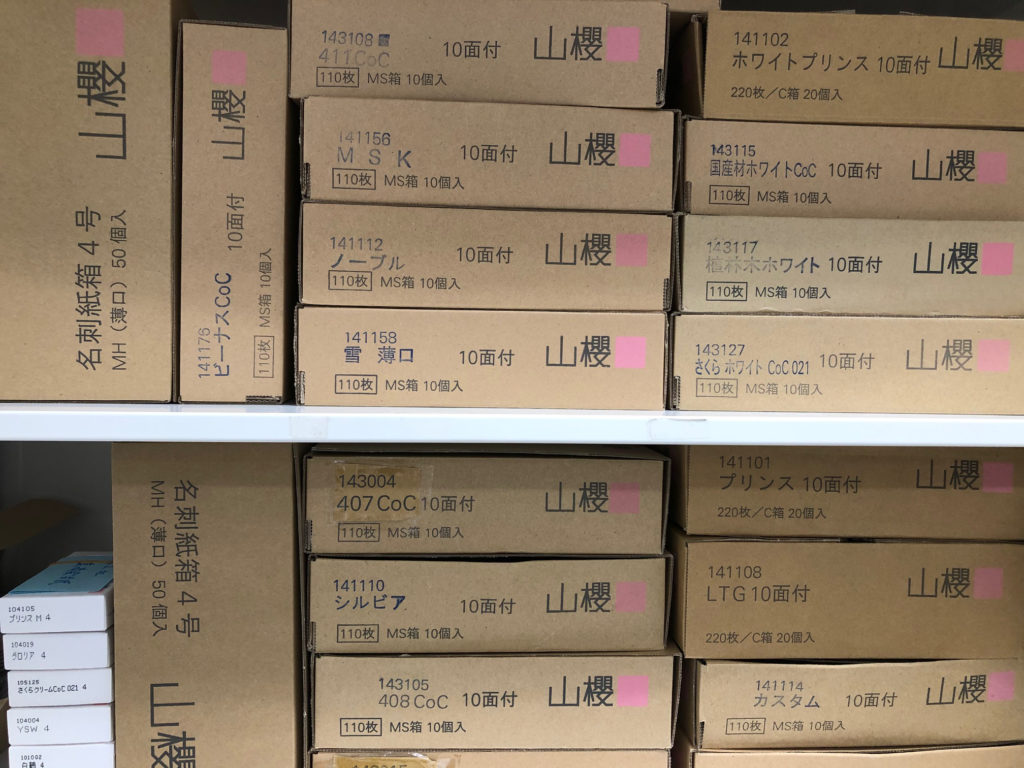 山櫻
名刺紙箱4号
MH(薄口)50個入
山櫻
10面付
141176
ビーナスCoC
110枚 MS箱 10個入
143108 雪
411CoC 10面付 山櫻
110枚 MS箱 10個入
141156
M S K 10面付 山櫻
110枚 MS箱 10個入
141112
ノーブル 10面付 山櫻
110枚 MS箱 10個入
141158
雪 薄口 10面付 山櫻
110枚 MS箱 10個入
141102
ホワイトプリンス 10面付 山櫻
220枚/C箱 20個入
143115
国産材ホワイトCoC 10面付 山櫻
110枚 MS箱 10個入
143117
植林木ホワイト 10面付 山櫻
110枚 MS箱 10個入
143127
さくら ホワイト CoC 021 10面付 山櫻
110枚 MS箱 10個入
104105
プリンス M 4
104019
グロリア 4
105125
さくらクリームCoC 021 4
104004
YSW 4
101002
白鶴 4
名刺紙箱4号
MH(薄口)50個入
山櫻
143004
407CoC 10面付 山櫻
110枚 MS箱 10個入
141110
シルビア 10面付 山櫻
110枚 MS箱 10個入
143105
408CoC 10面付 山櫻
110枚 MS箱 10個入
141101
プリンス 10面付 山櫻
220枚/C箱 20個入
141108
LTG 10面付 山櫻
220枚/C箱 20個入
141114
カスタム 10面付 山櫻
110枚 MS箱 10個入